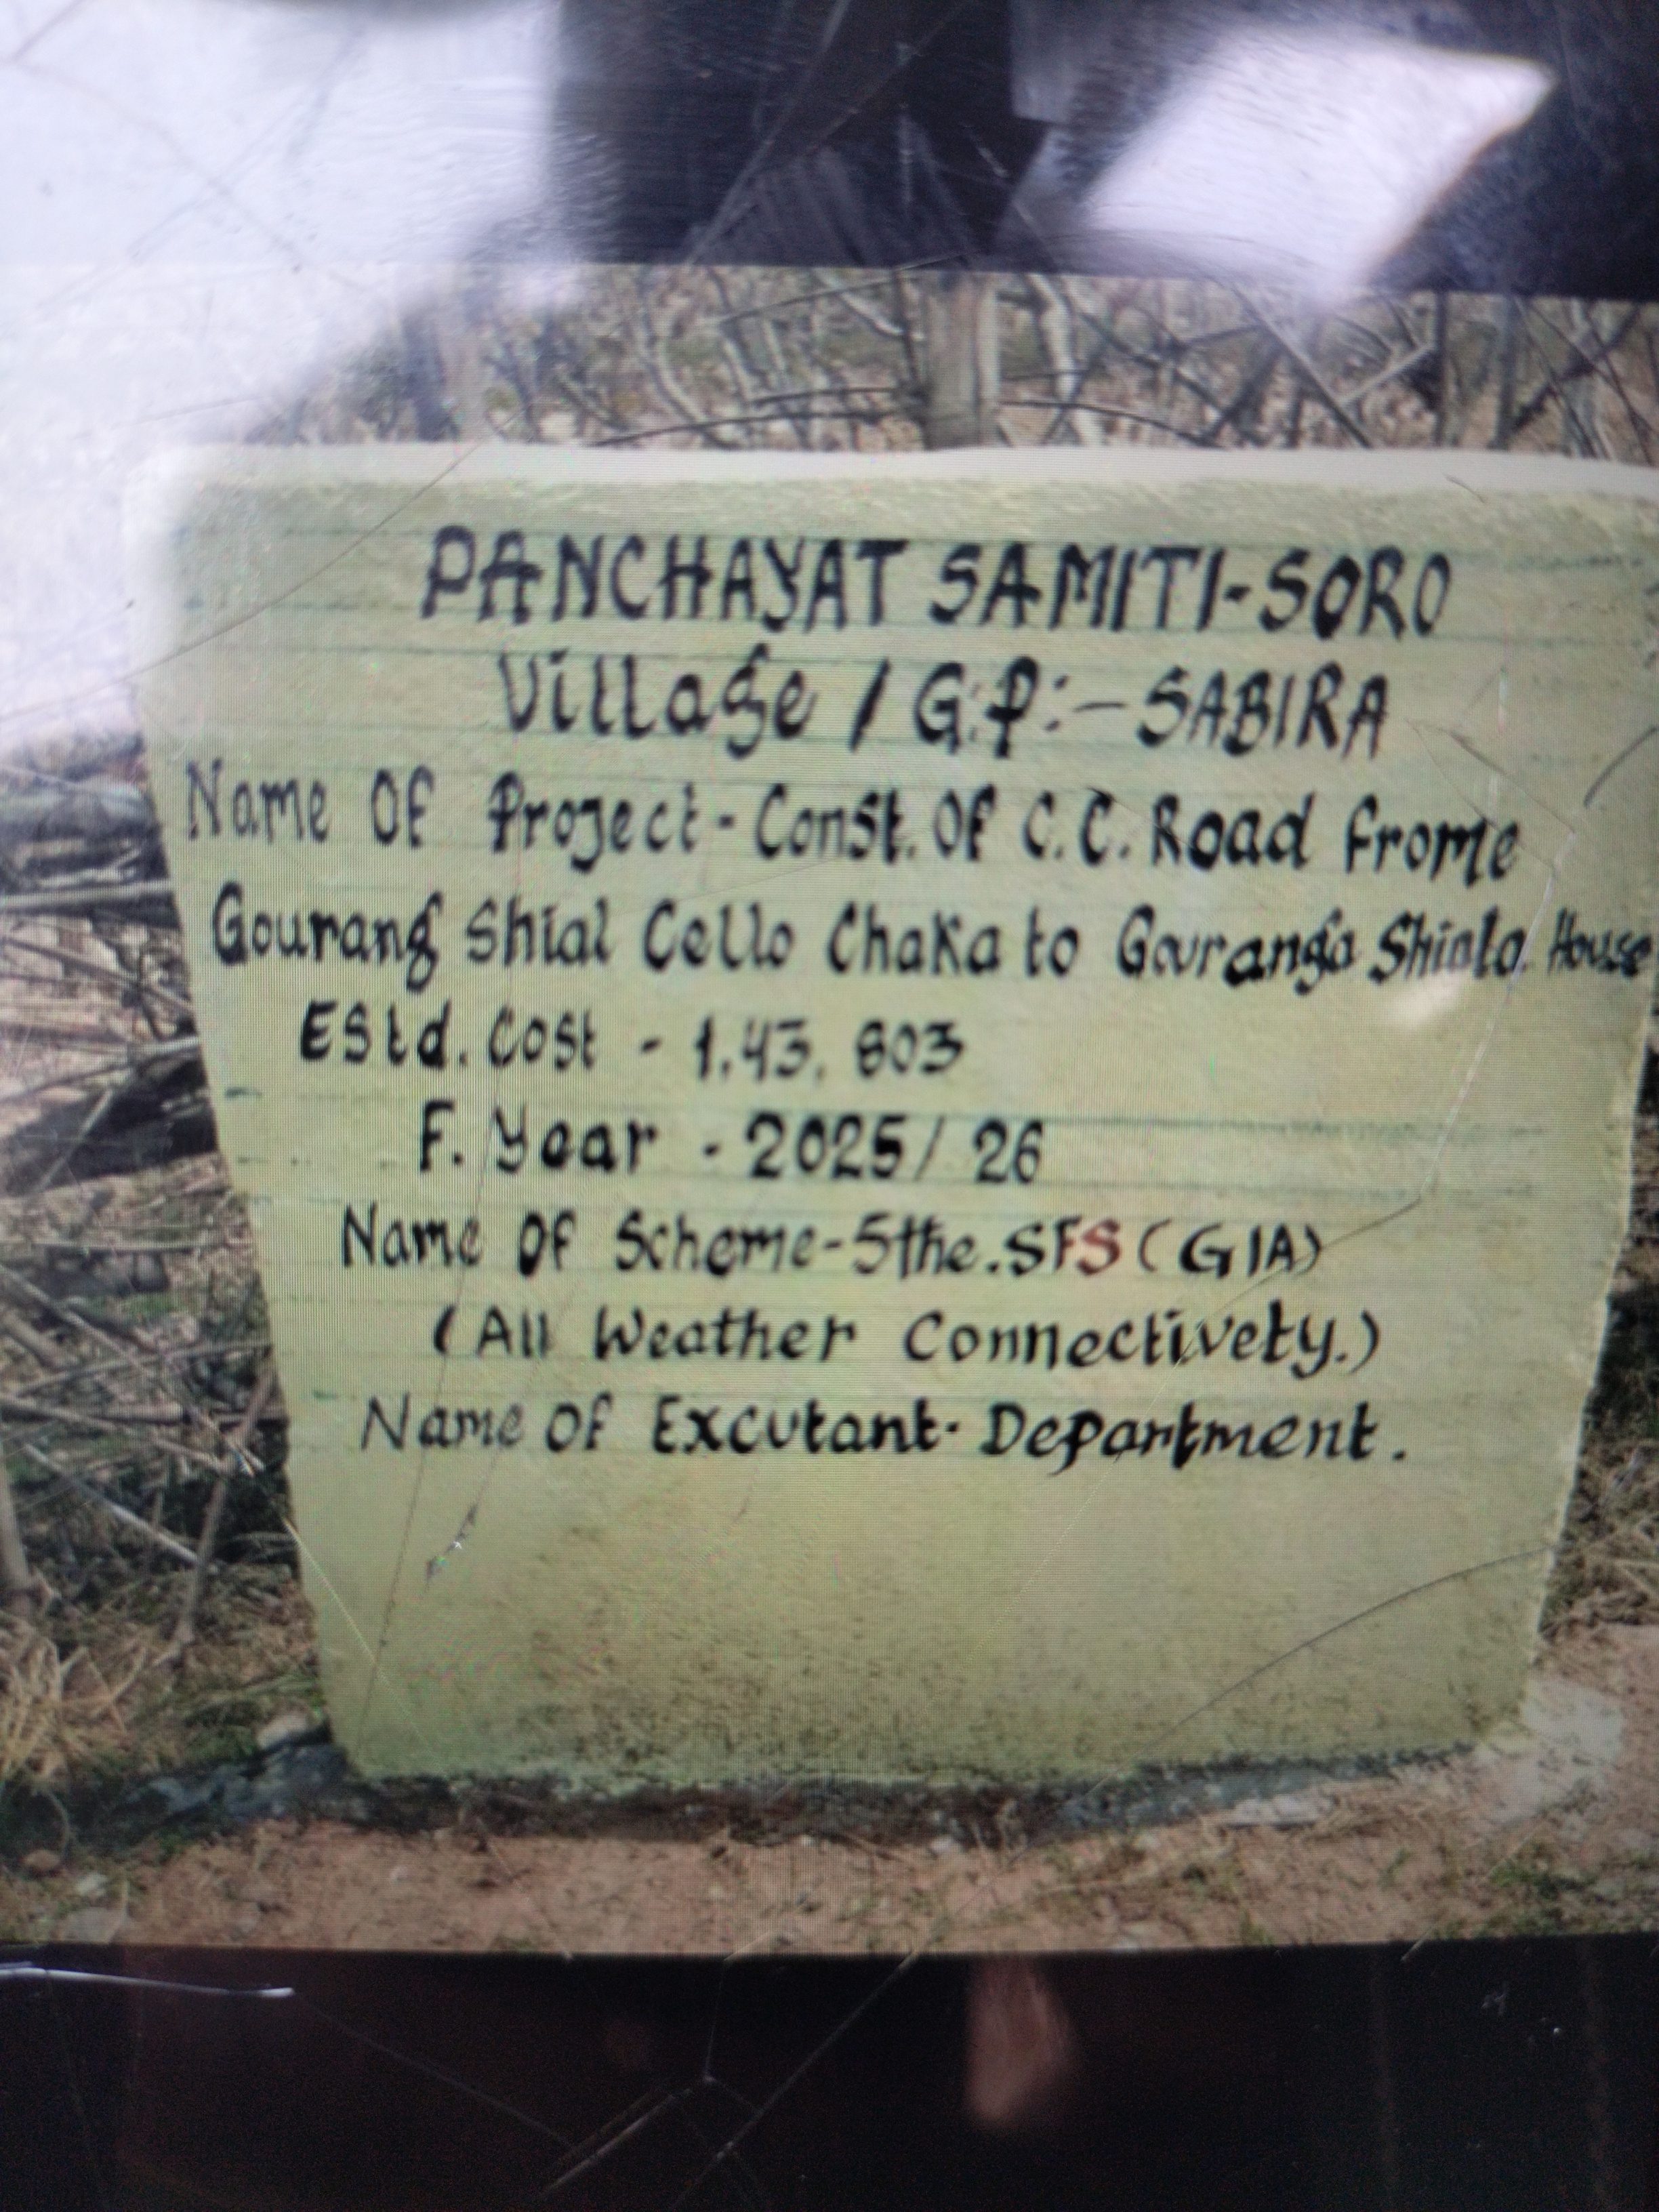 PANCHAYAT SAMITI-SORO
Village / G.P:- SABIRA
Name Of Project - Const. Of C.C. Road Frome
Gourang Shial Cello Chaka to Gouranga Shiala House
EStd. Cost - 1.43. 803
F. Year - 2025/ 26
Name Of Scheme-5the.SFS (GIA)
(All Weather Connectivety.)
Name Of Excutant- Department.